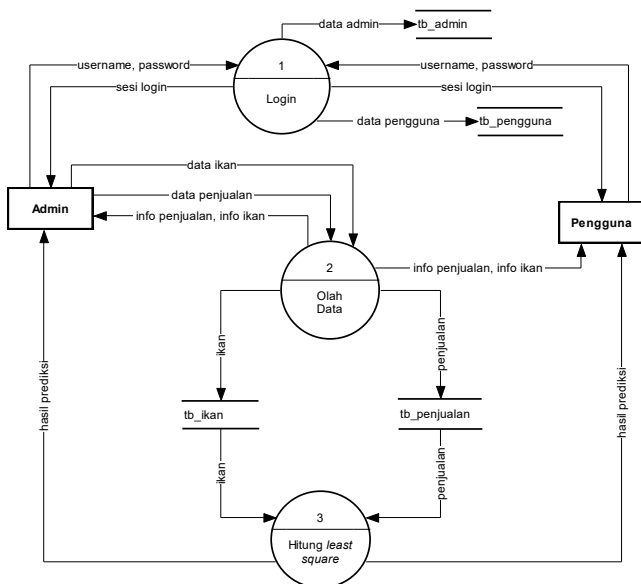 data admin
tb_admin
1
Login
username, password
username, password
sesi login
sesi login
data pengguna
tb_pengguna
data ikan
data penjualan
info penjualan, info ikan
Admin
Pengguna
2
Olah
Data
info penjualan, info ikan
ikan
penjualan
hasil prediksi
hasil prediksi
tb_ikan
tb_penjualan
ikan
penjualan
3
Hitung least
square